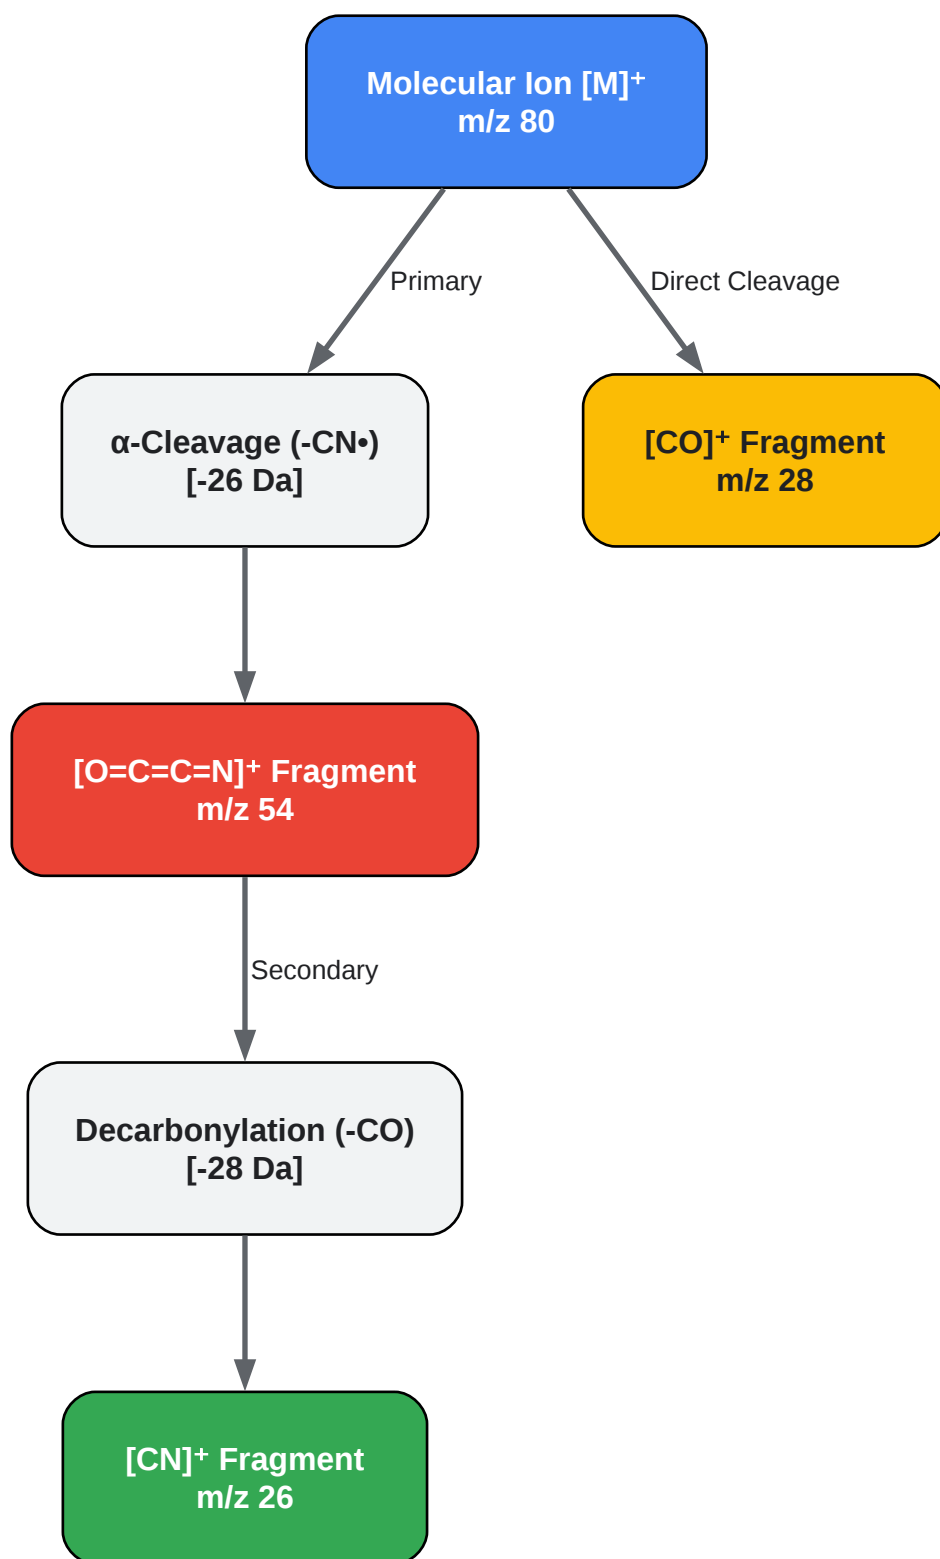 Molecular Ion [M]⁺
m/z 80
Primary
Direct Cleavage
α-Cleavage (-CN•)
[-26 Da]
[CO]⁺ Fragment
m/z 28
[O=C=C=N]⁺ Fragment
m/z 54
Secondary
Decarbonylation (-CO)
[-28 Da]
[CN]⁺ Fragment
m/z 26